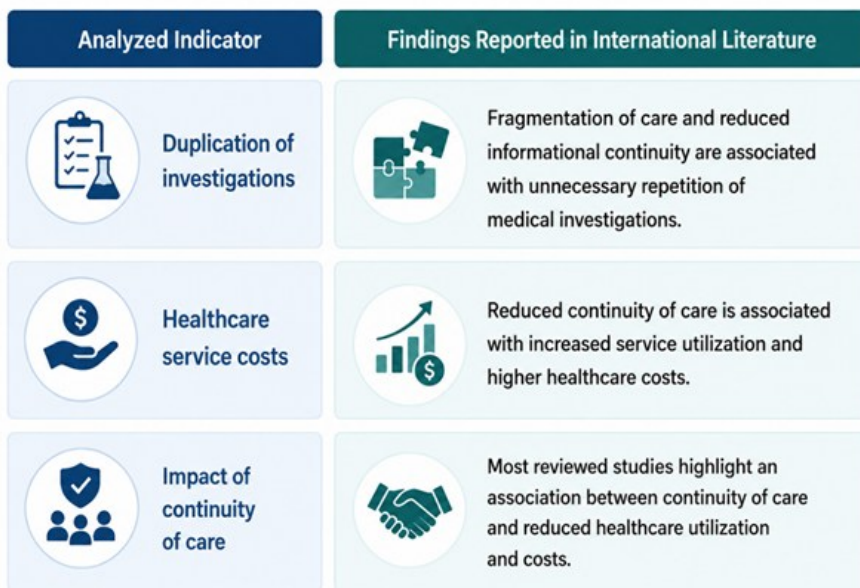 Analyzed Indicator
Findings Reported in International Literature
Duplication of
investigations
Fragmentation of care and reduced
informational continuity are associated
with unnecessary repetition of
medical investigations.
$
Healthcare
service costs
$
Reduced continuity of care is associated
with increased service utilization and
higher healthcare costs.
Impact of
continuity
of care
Most reviewed studies highlight an
association between continuity of care
and reduced healthcare utilization
and costs.